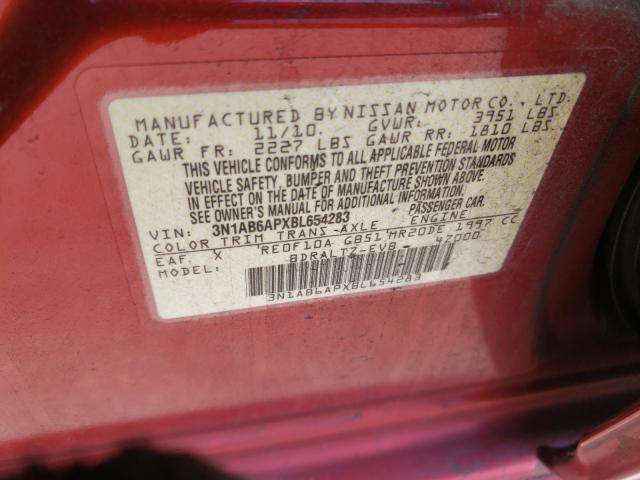 MANUFACTURED BY NISSAN MOTOR CO., LTD.
DATE: 11/10. GVWR: 3951 LBS
GAWR FR: 2227 LBS GAWR RR: 1810 LBS
THIS VEHICLE CONFORMS TO ALL APPLICABLE FEDERAL MOTOR
VEHICLE SAFETY, BUMPER AND THEFT PREVENTION STANDARDS
IN EFFECT ON THE DATE OF MANUFACTURE SHOWN ABOVE.
SEE OWNER'S MANUAL FOR ADDITIONAL INFORMATION.
VIN: 3N1AB6APXBL654283 PASSENGER CAR.
COLOR TRIM TRANS-AXLE ENGINE
EAF X RE0F10A GB51 MR20DE 1997 CC
MODEL: BDRALTZ-EVB- 47000
3N1AB6APXBL654283